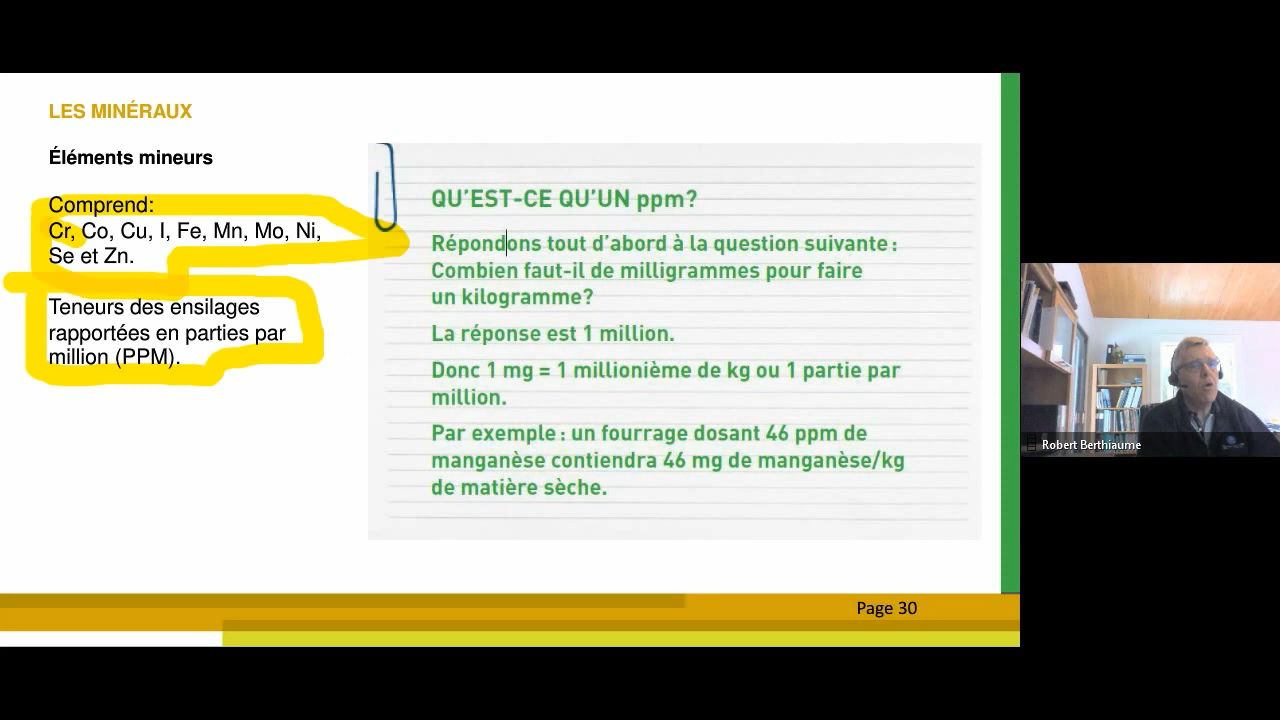 LES MINÉRAUX
Éléments mineurs
Comprend:
Cr, Co, Cu, I, Fe, Mn, Mo, Ni,
Se et Zn.
Teneurs des ensilages
rapportées en parties par
million (PPM).
QU'EST-CE QU'UN ppm?
Répondons tout d'abord à la question suivante :
Combien faut-il de milligrammes pour faire
un kilogramme?
La réponse est 1 million.
Donc 1 mg = 1 millionième de kg ou 1 partie par
million.
Par exemple : un fourrage dosant 46 ppm de
manganèse contiendra 46 mg de manganèse/kg
de matière sèche.
Page 30
Robert Berthiaume